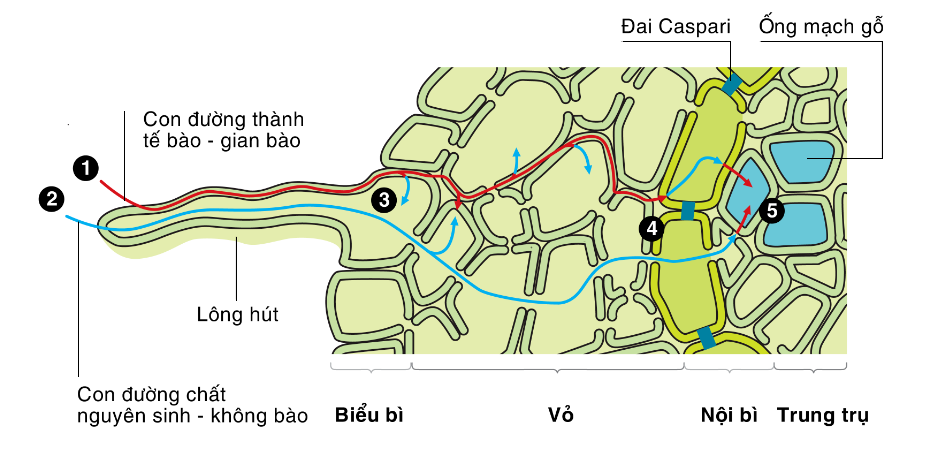 Đai Caspari
Ống mạch gỗ
Con đường thành
tế bào - gian bào
1
2
3
4
5
Lông hút
Con đường chất
nguyên sinh - không bào
Biểu bì
Vỏ
Nội bì
Trung trụ